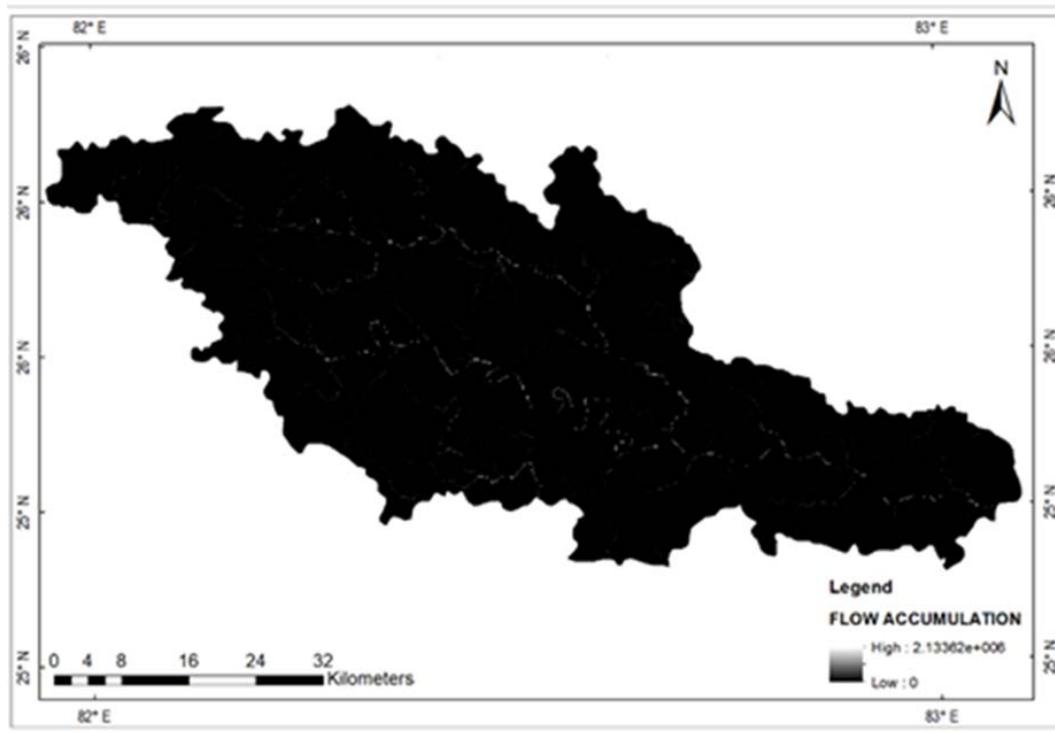 82° E 83° E
26° N
N
26° N 26° N
26° N 26° N
25° N 25° N
Legend
FLOW ACCUMULATION
High : 2.13362e+006
Low : 0
25° N 25° N
0 4 8 16 24 32
Kilometers
82° E 83° E